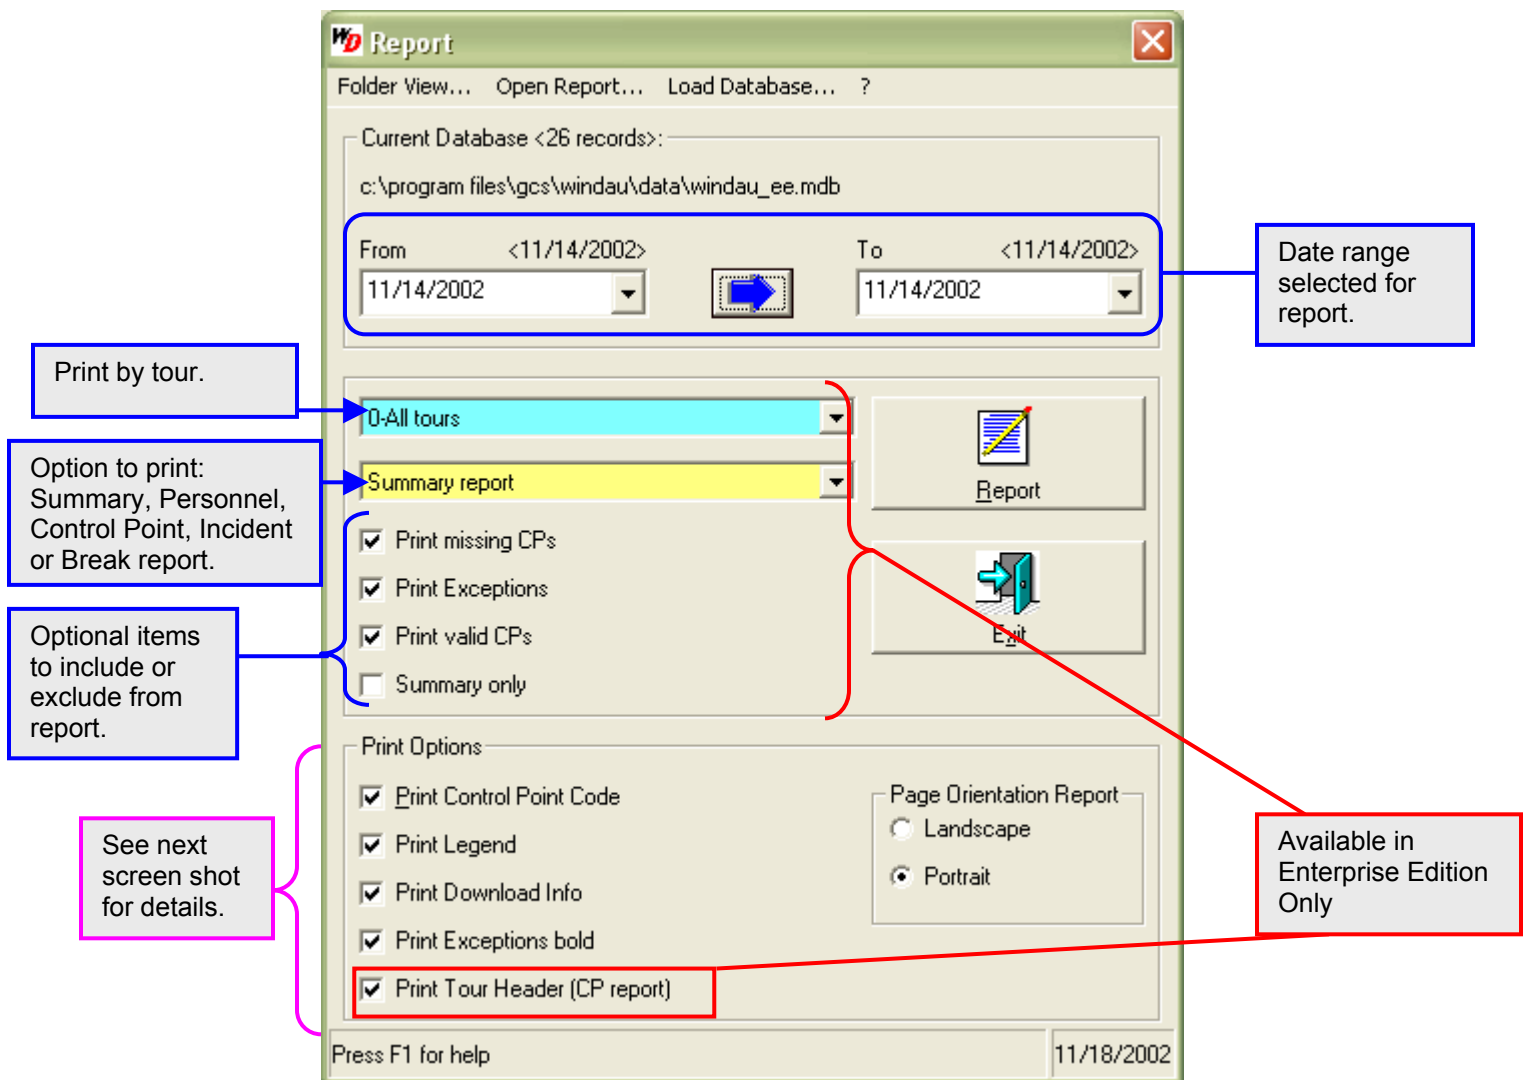 WD Report
Folder View... Open Report... Load Database... ?
Current Database <26 records>:
c:\program files\gcs\windau\data\windau_ee.mdb
From <11/14/2002> To <11/14/2002>
11/14/2002 11/14/2002
Date range
selected for
report.
Print by tour.
0-All tours
Option to print:
Summary, Personnel,
Control Point, Incident
or Break report.
Summary report
Report
Print missing CPs
Print Exceptions
Print valid CPs
Summary only
Exit
Optional items
to include or
exclude from
report.
Print Options
Print Control Point Code
Print Legend
Print Download Info
Print Exceptions bold
Print Tour Header (CP report)
Page Orientation Report
Landscape
Portrait
See next
screen shot
for details.
Available in
Enterprise Edition
Only
Press F1 for help 11/18/2002